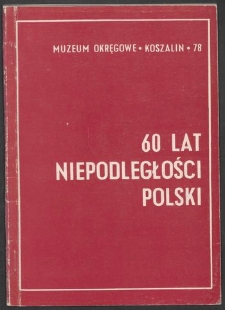 MUZEUM OKRĘGOWE • KOSZALIN • 78
60 LAT
NIEPODLEGŁOŚCI
POLSKI